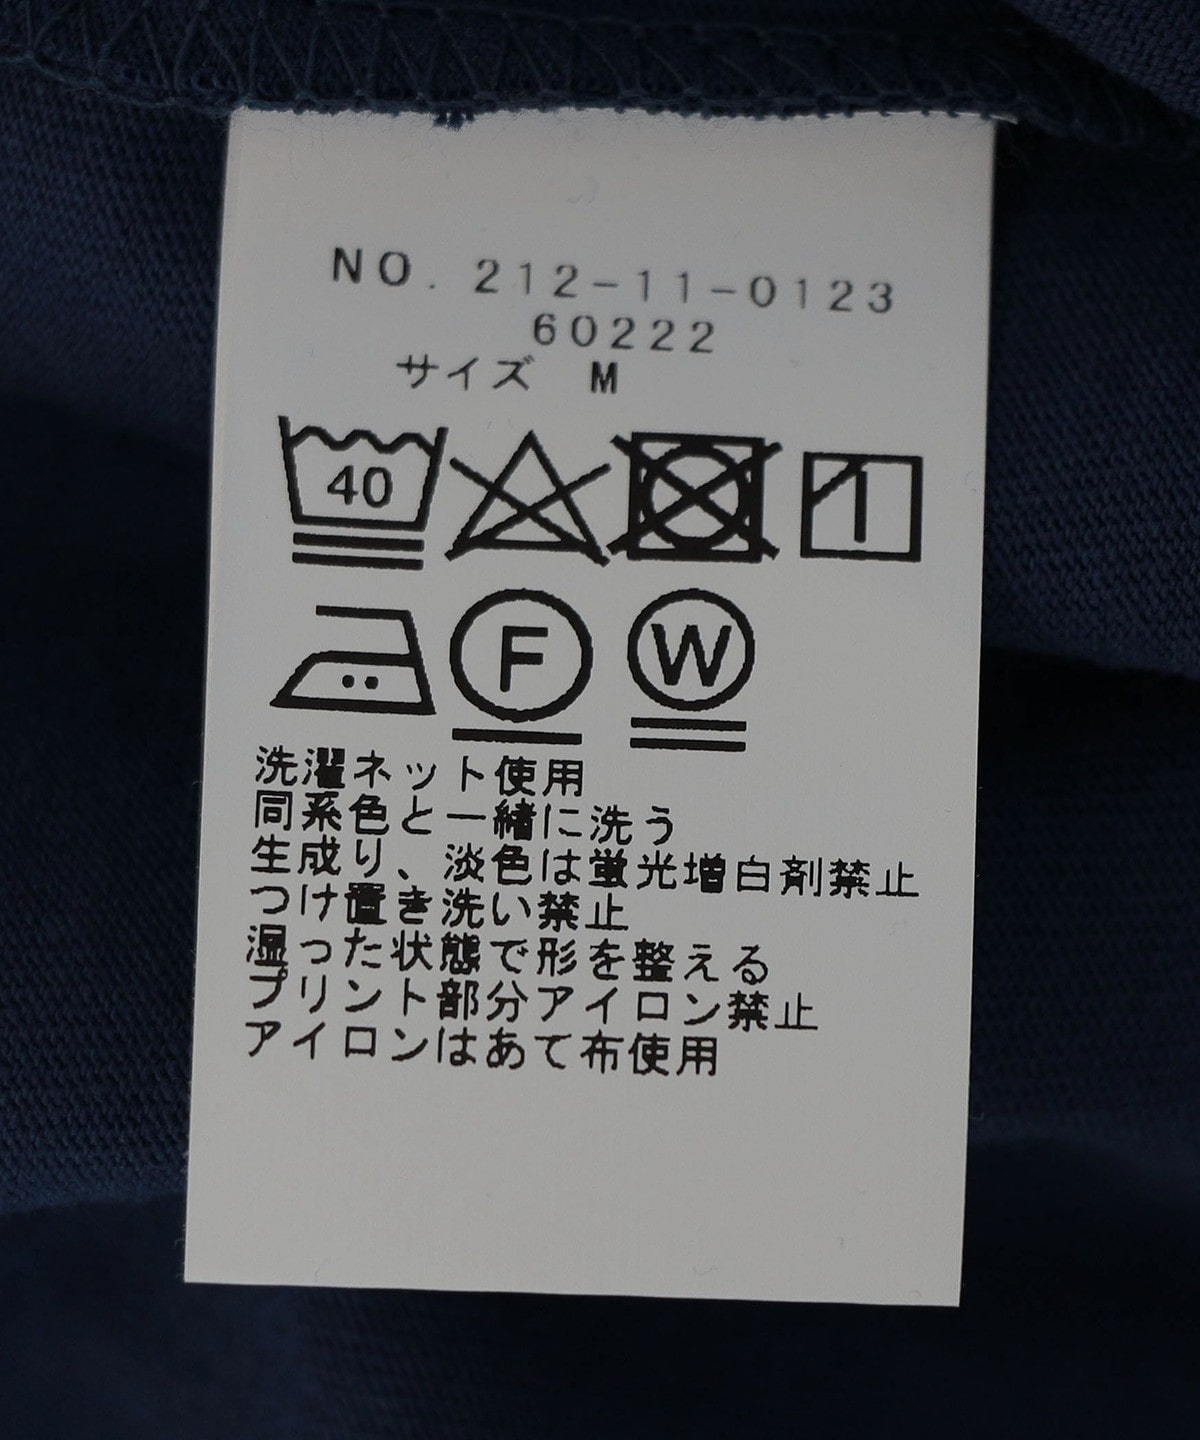 NO. 212-11-0123
60222
サイズ M
40
F W
洗濯ネット使用
同系色と一緒に洗う
生成り、淡色は蛍光増白剤禁止
つけ置き洗い禁止
湿った状態で形を整える
プリント部分アイロン禁止
アイロンはあて布使用